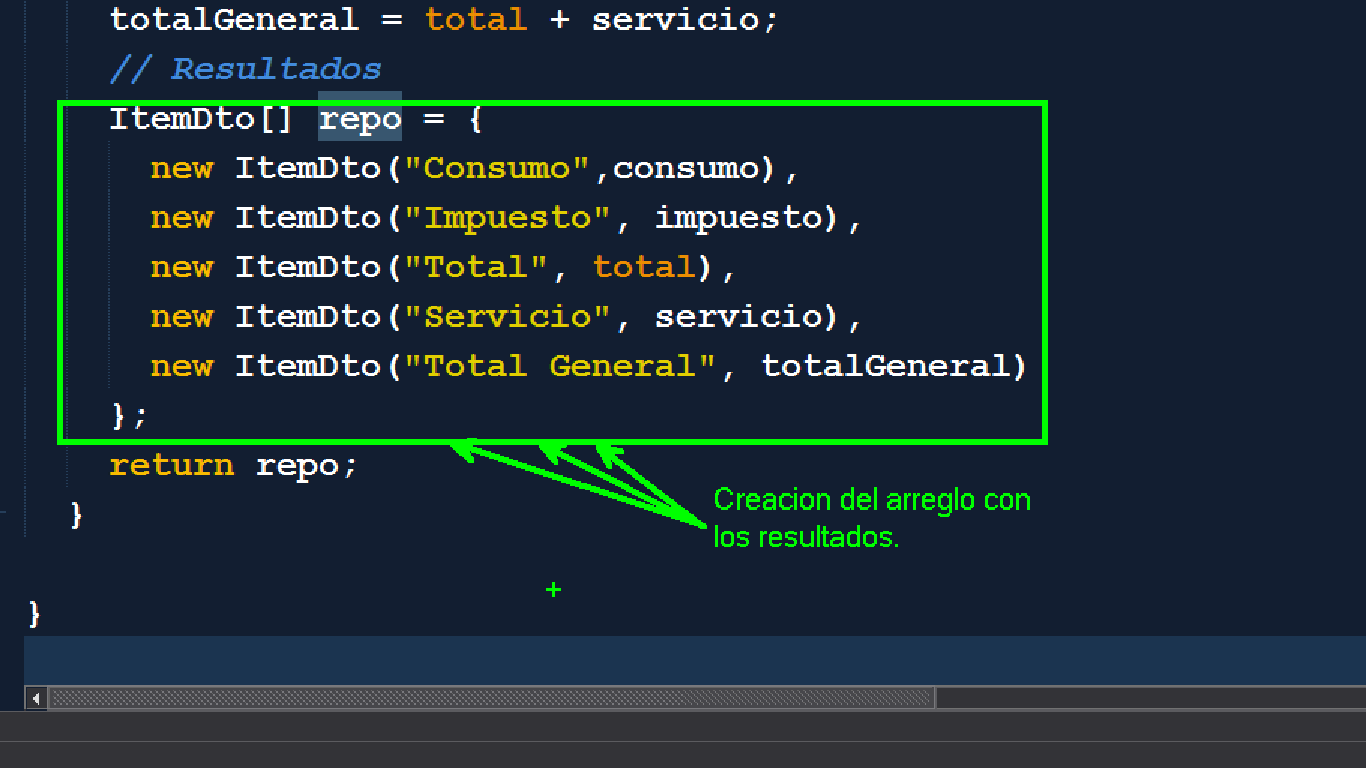 totalGeneral = total + servicio;
// Resultados
ItemDto[] repo = {
new ItemDto("Consumo",consumo),
new ItemDto("Impuesto", impuesto),
new ItemDto("Total", total),
new ItemDto("Servicio", servicio),
new ItemDto("Total General", totalGeneral)
};
return repo;
}
Creacion del arreglo con
los resultados.
}